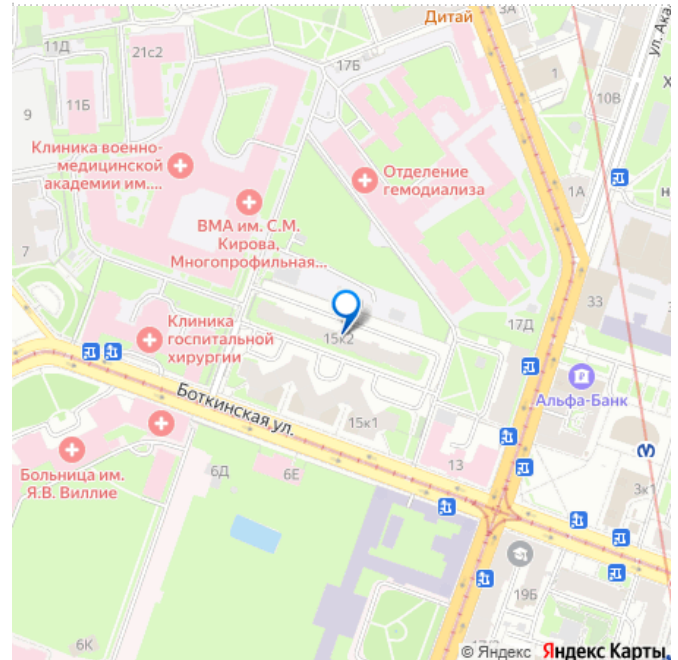 Дитай
3А
11Д
21с2
17Б
ул. Ака
1
10В
Х
11Б
9
Клиника военно-
медицинской
академии им....
Отделение
гемодиализа
1А
н
ВМА им. С.М.
Кирова,
Многопрофильная...
7
33
Клиника
госпитальной
хирургии
15к2
17Д
Альфа-Банк
Боткинская ул.
15к1
13
Больница им.
Я.В. Виллие
6Д
6Е
3к1
19Б
6К
© Яндекс Яндекс Карты